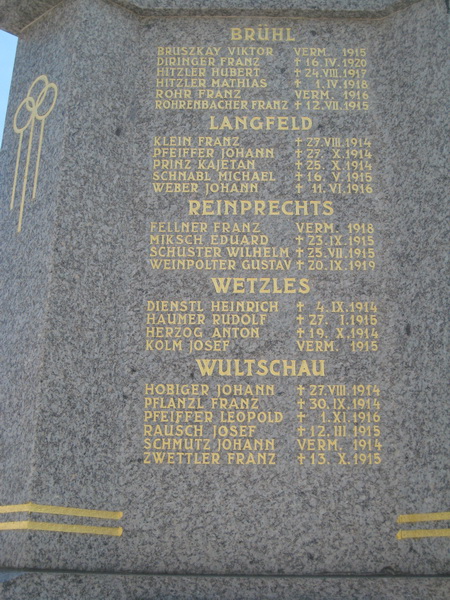 BRÜHL
BRUSZKAY VIKTOR VERM. 1915
DIRINGER FRANZ † 16. IV. 1920
HITZLER HUBERT † 24. VIII. 1917
HITZLER MATHIAS † 1. IV. 1918
ROHR FRANZ VERM. 1916
ROHRENBACHER FRANZ † 12. VII. 1915
LANGFELD
KLEIN FRANZ † 27. VIII. 1914
PFEIFFER JOHANN † 27. X. 1914
PRINZ KAJETAN † 25. X. 1914
SCHNABL MICHAEL † 16. V. 1915
WEBER JOHANN † 11. VI. 1916
REINPRECHTS
FELLNER FRANZ VERM. 1918
MIKSCH EDUARD † 23. IX. 1915
SCHUSTER WILHELM † 25. VII. 1915
WEINPOLTER GUSTAV † 20. IX. 1919
WETZLES
DIENSTL HEINRICH † 4. IX. 1914
HAUMER RUDOLF † 27. I. 1915
HERZOG ANTON † 19. X. 1914
KOLM JOSEF VERM. 1915
WULTSCHAU
HOBIGER JOHANN † 27. VIII. 1914
PFLANZL FRANZ † 30. IX. 1914
PFEIFFER LEOPOLD † 1. XI. 1916
RAUSCH JOSEF † 12. III. 1915
SCHMUTZ JOHANN VERM. 1914
ZWETTLER FRANZ † 13. X. 1915